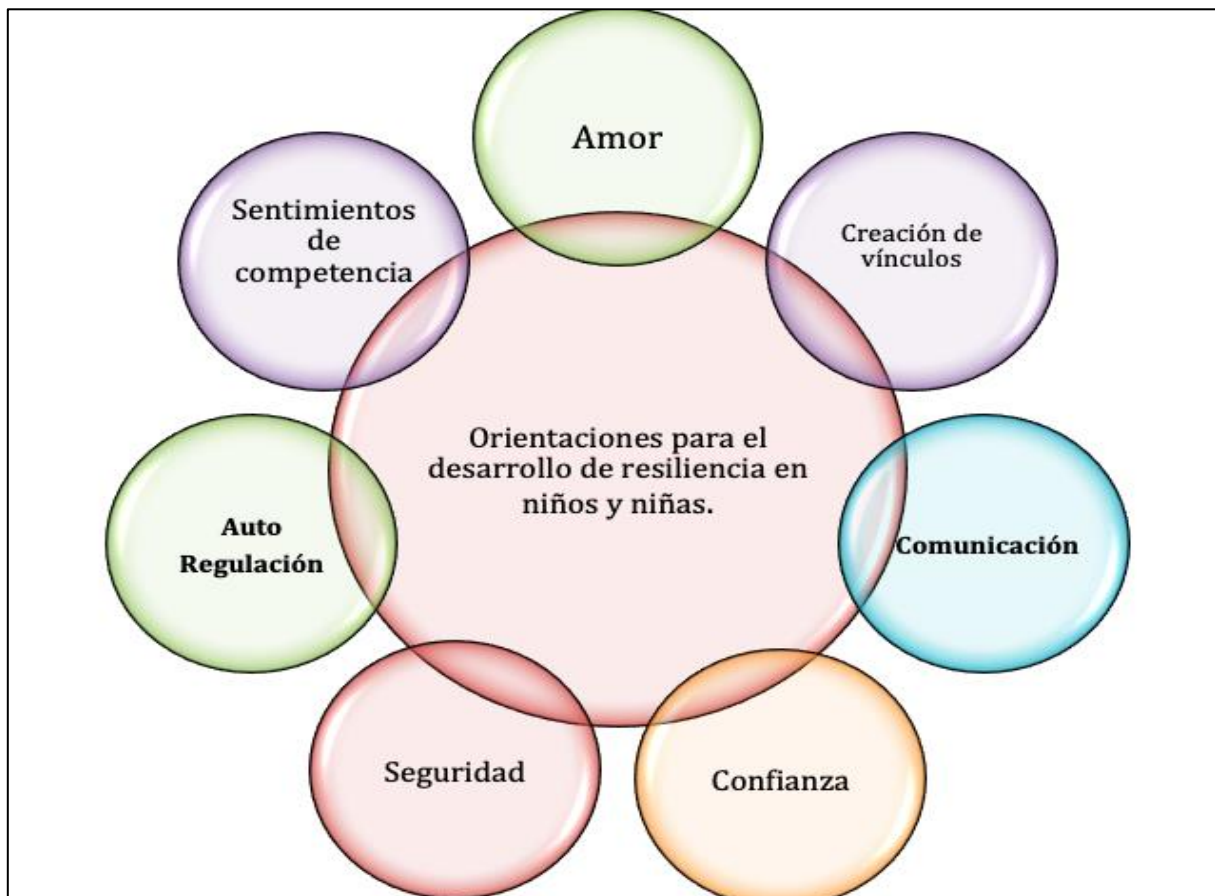 Amor
Sentimientos
de
competencia
Creación de
vínculos
Orientaciones para el
desarrollo de resiliencia en
niños y niñas.
Auto
Regulación
Comunicación
Seguridad
Confianza